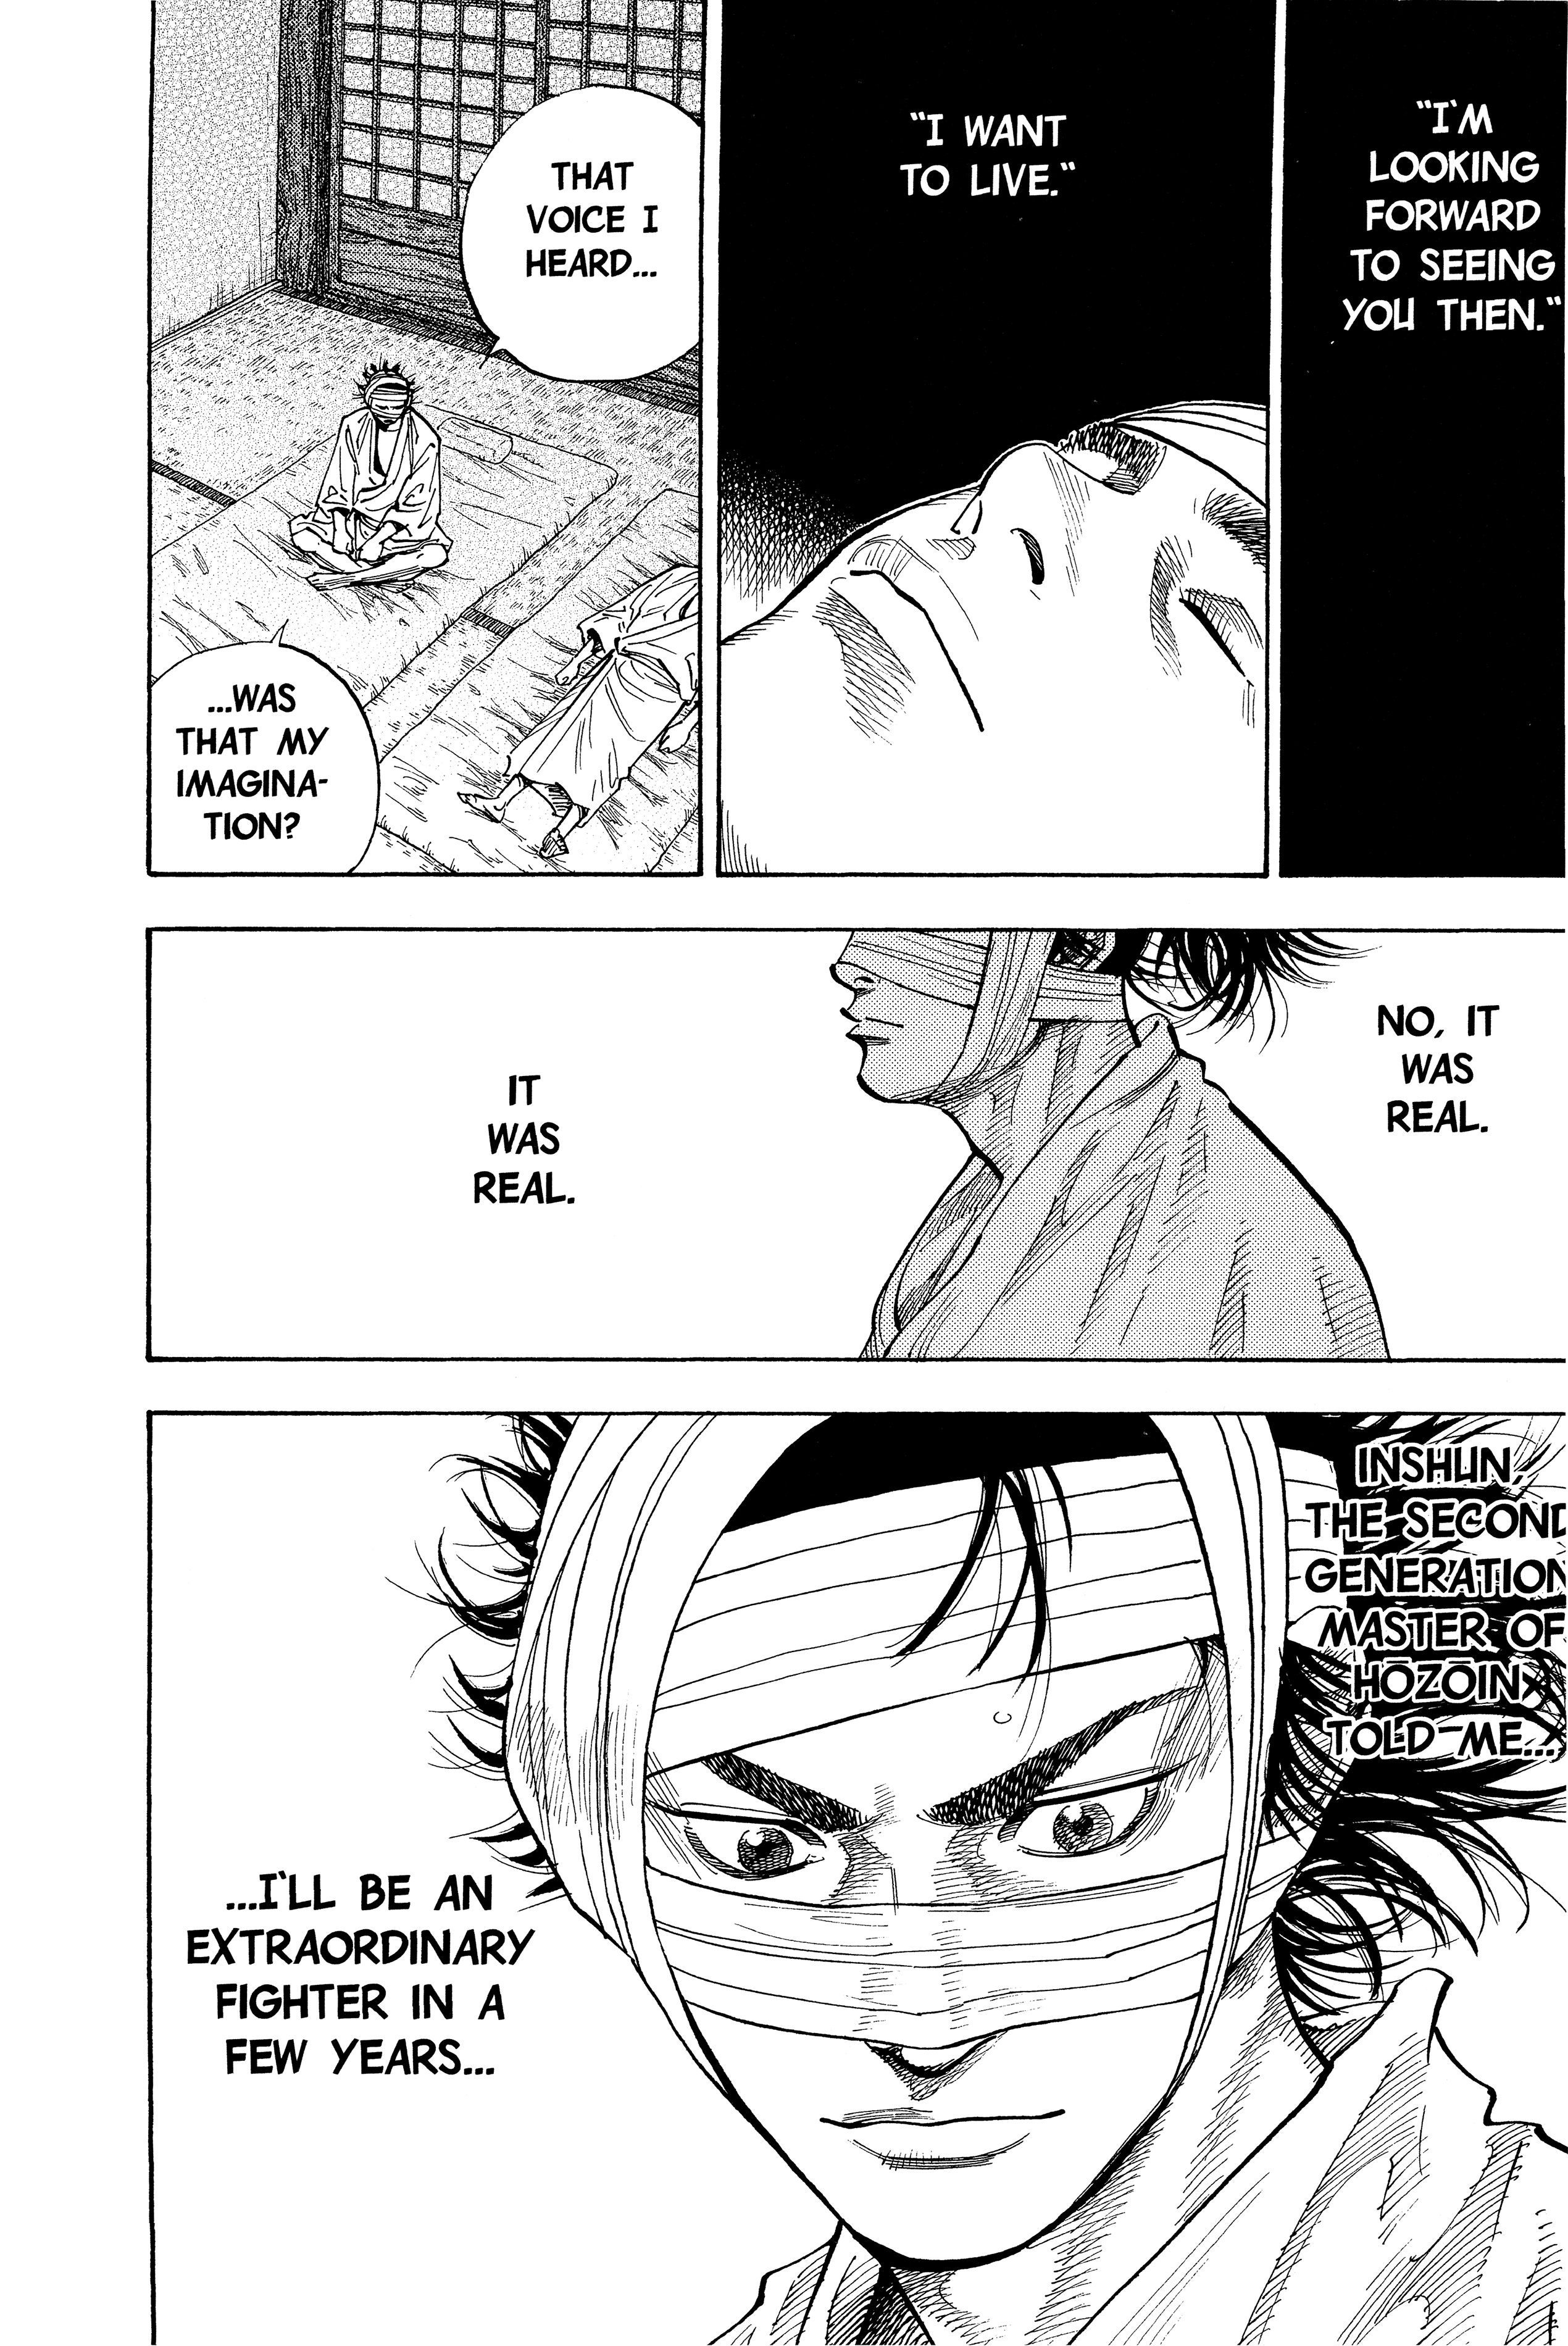 "I'M
LOOKING
FORWARD
TO SEEING
YOU THEN."
"I WANT
TO LIVE."
THAT
VOICE I
HEARD...
...WAS
THAT MY
IMAGINA-
TION?
NO, IT
WAS
REAL.
IT
WAS
REAL.
INSHUN,
THE SECOND
GENERATION
MASTER OF
HŌZŌIN
TOLD ME...
...I'LL BE AN
EXTRAORDINARY
FIGHTER IN A
FEW YEARS...